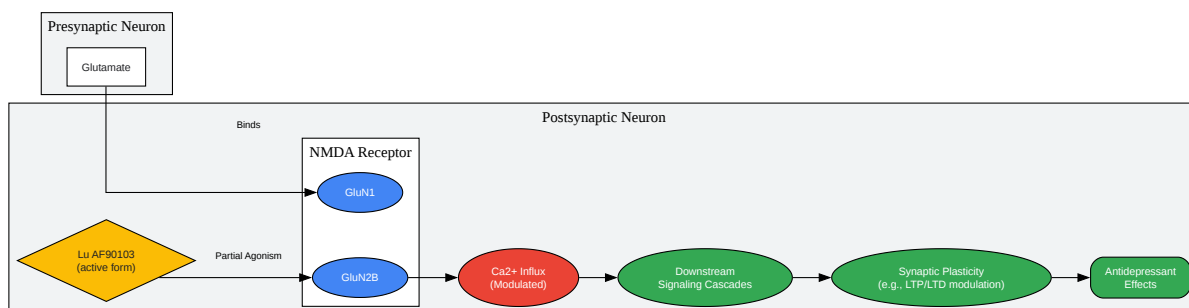 Presynaptic Neuron
Glutamate
Postsynaptic Neuron
Binds
NMDA Receptor
GluN1
Lu AF90103
(active form)
Partial Agonism
GluN2B
Ca2+ Influx
(Modulated)
Downstream
Signaling Cascades
Synaptic Plasticity
(e.g., LTP/LTD modulation)
Antidepressant
Effects